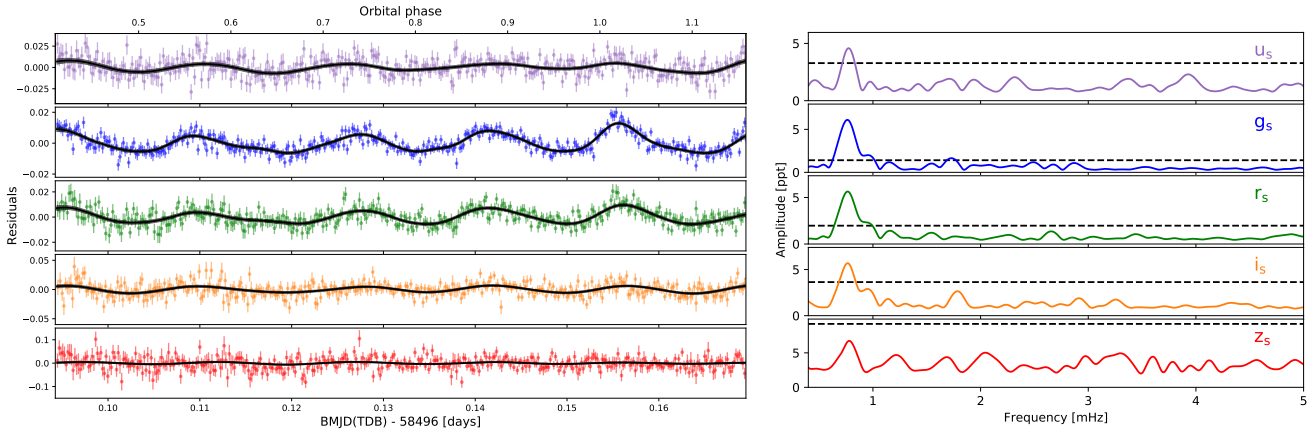 Orbital phase
0.5 0.6 0.7 0.8 0.9 1.0 1.1
0.025
0.000
−0.025
0.02
0.00
−0.02
0.02
0.00
−0.02
0.05
0.00
−0.05
0.1
0.0
−0.1
Residuals
0.10 0.11 0.12 0.13 0.14 0.15 0.16
BMJD(TDB) - 58496 [days]
us
5
0
gs
5
0
rs
5
0
is
5
0
zs
5
0
Amplitude [ppt]
1 2 3 4 5
Frequency [mHz]